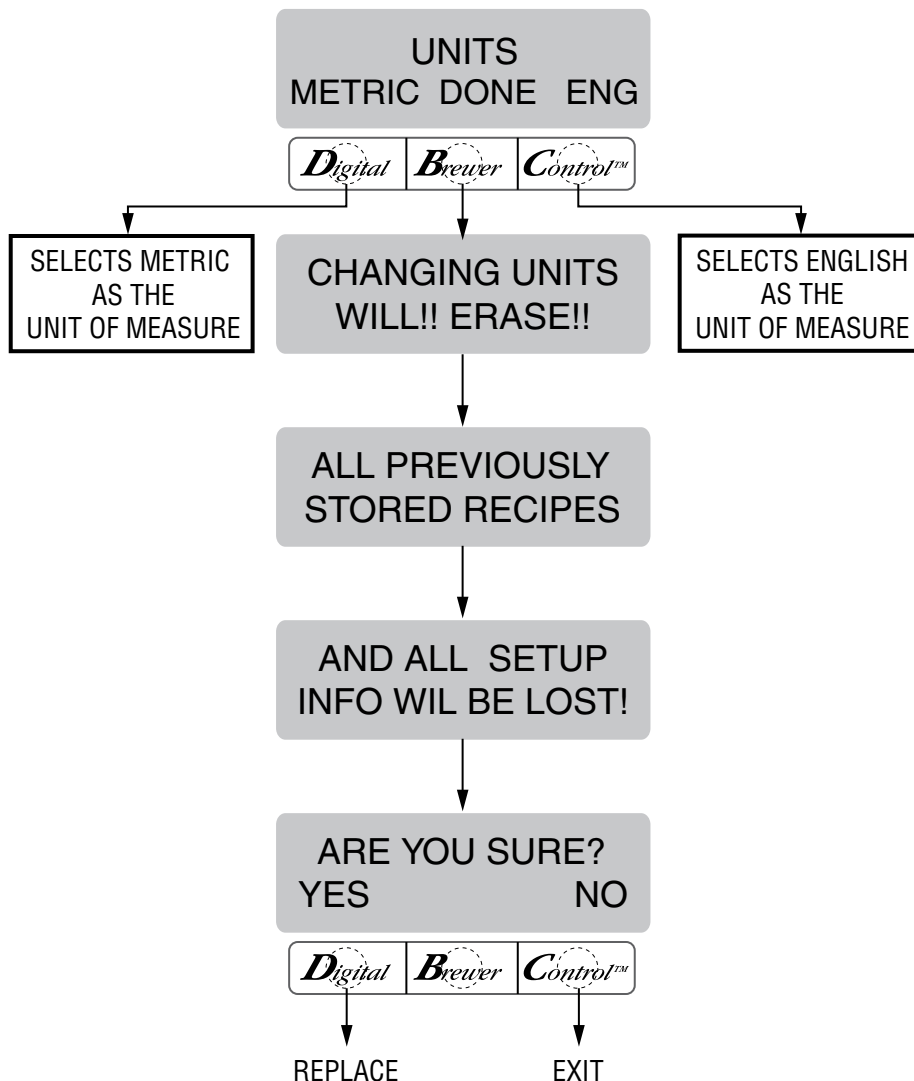 UNITS
METRIC DONE ENG
Digital Brewer Control™
SELECTS METRIC
AS THE
UNIT OF MEASURE
CHANGING UNITS
WILL!! ERASE!!
SELECTS ENGLISH
AS THE
UNIT OF MEASURE
ALL PREVIOUSLY
STORED RECIPES
AND ALL SETUP
INFO WIL BE LOST!
ARE YOU SURE?
YES NO
Digital Brewer Control™
REPLACE EXIT